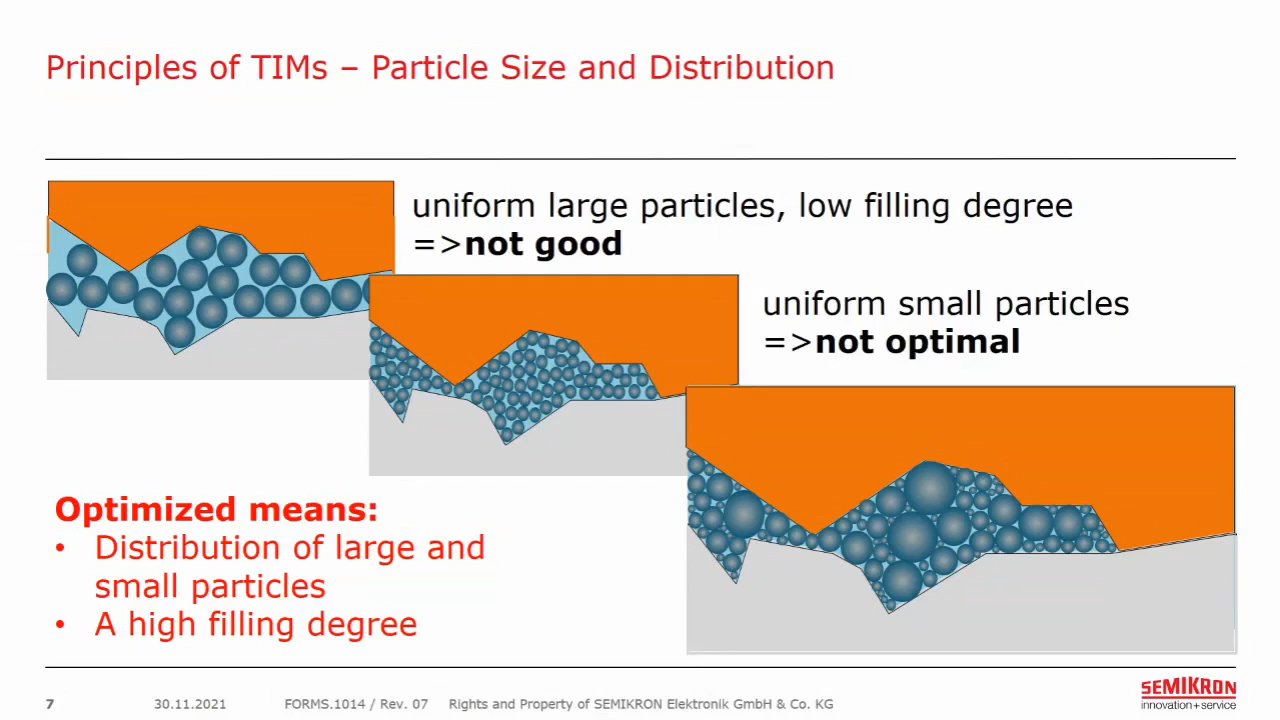 Principles of TIMs – Particle Size and Distribution
uniform large particles, low filling degree
=>not good
uniform small particles
=>not optimal
Optimized means:
• Distribution of large and
small particles
• A high filling degree
7 30.11.2021 FORMS.1014 / Rev. 07 Rights and Property of SEMIKRON Elektronik GmbH & Co. KG
SEMIKRON
innovation+service